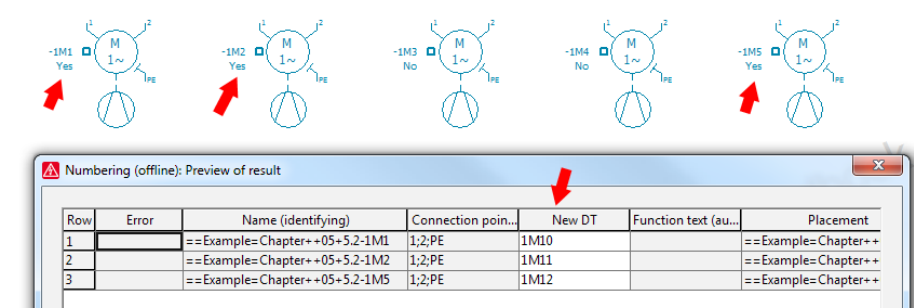 1 2 1 2 1 2 1 2 1 2
-1M1 M 1~ PE
Yes
-1M2 M 1~ PE
Yes
-1M3 M 1~ PE
No
-1M4 M 1~ PE
No
-1M5 M 1~ PE
Yes
Numbering (offline): Preview of result
Row Error Name (identifying) Connection poin... New DT Function text (au... Placement
1 ==Example=Chapter++05+5.2-1M1 1;2;PE 1M10 ==Example=Chapter++
2 ==Example=Chapter++05+5.2-1M2 1;2;PE 1M11 ==Example=Chapter++
3 ==Example=Chapter++05+5.2-1M5 1;2;PE 1M12 ==Example=Chapter++